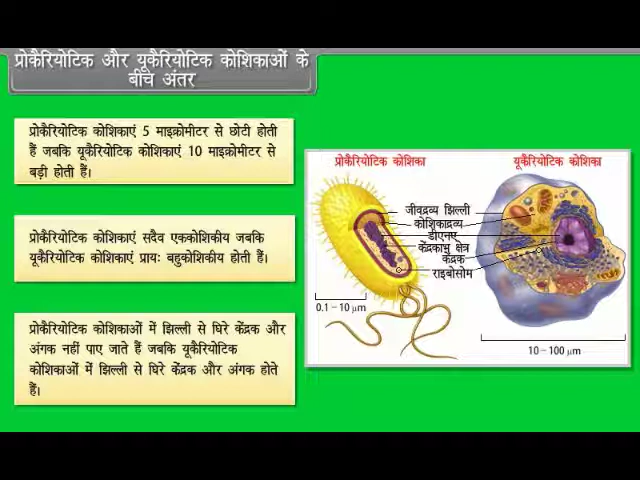 प्रोकैरियोटिक और यूकैरियोटिक कोशिकाओं के
बीच अंतर
प्रोकैरियोटिक कोशिकाएं 5 माइक्रोमीटर से छोटी होती
हैं जबकि यूकैरियोटिक कोशिकाएं 10 माइक्रोमीटर से
बड़ी होती हैं।
प्रोकैरियोटिक कोशिकाएं सदैव एककोशिकीय जबकि
यूकैरियोटिक कोशिकाएं प्रायः बहुकोशिकीय होती हैं।
प्रोकैरियोटिक कोशिकाओं में झिल्ली से घिरे केंद्रक और
अंगक नहीं पाए जाते हैं जबकि यूकैरियोटिक
कोशिकाओं में झिल्ली से घिरे केंद्रक और अंगक होते
हैं।
प्रोकैरियोटिक कोशिका
यूकैरियोटिक कोशिका
जीवद्रव्य झिल्ली
कोशिकाद्रव्य
डीएनए
केंद्रकाभ क्षेत्र
केंद्रक
राइबोसोम
0.1 – 10 μm
10 – 100 μm